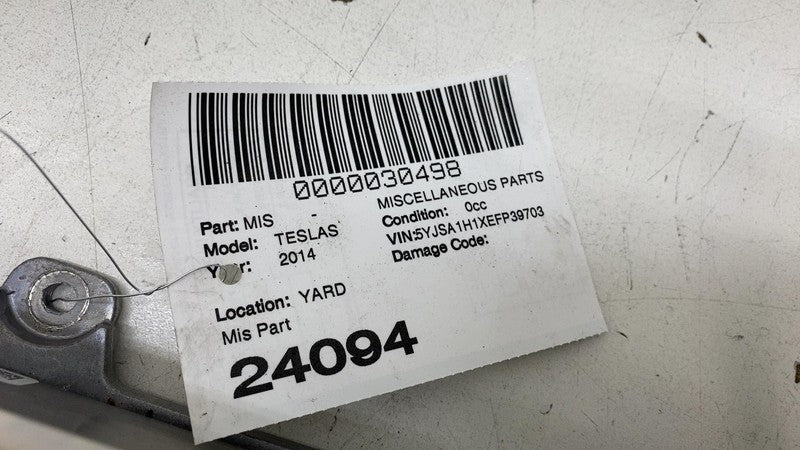 0000030498
Part: MIS - MISCELLANEOUS PARTS
Model: TESLAS Condition: 0cc
Year: 2014 VIN:5YJSA1H1XEFP39703
Damage Code:
Location: YARD
Mis Part
24094